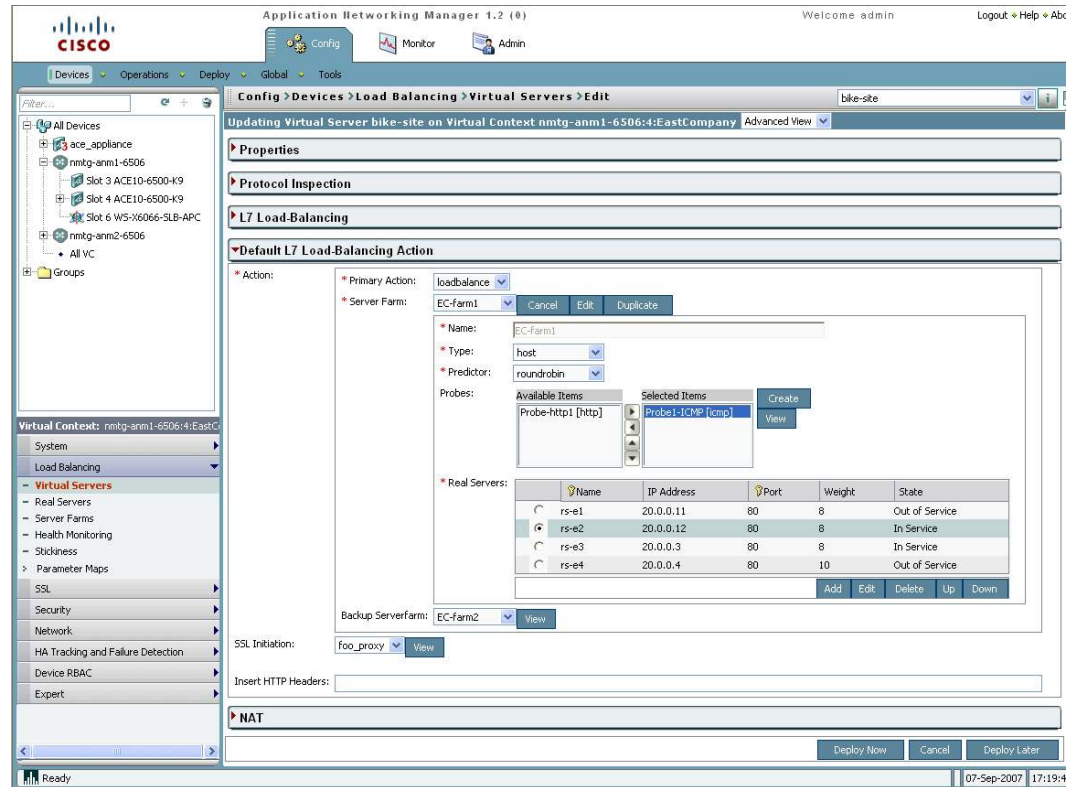 Application Networking Manager 1.2 (0)
Welcome admin
Logout Help Abo
CISCO
Config
Monitor
Admin
Devices Operations Deploy Global Tools
Filter...
All Devices
ace_appliance
nmtg-anm1-6506
Slot 3 ACE10-6500-K9
Slot 4 ACE10-6500-K9
Slot 6 WS-X6066-SLB-APC
nmtg-anm2-6506
All VC
Groups
Virtual Context: nmtg-anm1-6506:4:EastCo
System
Load Balancing
Virtual Servers
Real Servers
Server Farms
Health Monitoring
Stickiness
> Parameter Maps
SSL
Security
Network
HA Tracking and Failure Detection
Device RBAC
Expert
Config >Devices >Load Balancing >Virtual Servers >Edit
bike-site
Updating Virtual Server bike-site on Virtual Context nmtg-anm1-6506:4:EastCompany Advanced View
Properties
Protocol Inspection
L7 Load-Balancing
Default L7 Load-Balancing Action
* Action:
* Primary Action: loadbalance
* Server Farm: EC-farm1 Cancel Edit Duplicate
* Name: EC-farm1
* Type: host
* Predictor: roundrobin
Probes: Available Items Selected Items
Probe-http1 [http] Probe1-ICMP [icmp]
Create
View
* Real Servers:
Name IP Address Port Weight State
rs-e1 20.0.0.11 80 8 Out of Service
rs-e2 20.0.0.12 80 8 In Service
rs-e3 20.0.0.3 80 8 In Service
rs-e4 20.0.0.4 80 10 Out of Service
Add Edit Delete Up Down
Backup Serverfarm: EC-farm2 View
SSL Initiation: foo_proxy View
Insert HTTP Headers:
NAT
Deploy Now Cancel Deploy Later
Ready
07-Sep-2007 17:19:4